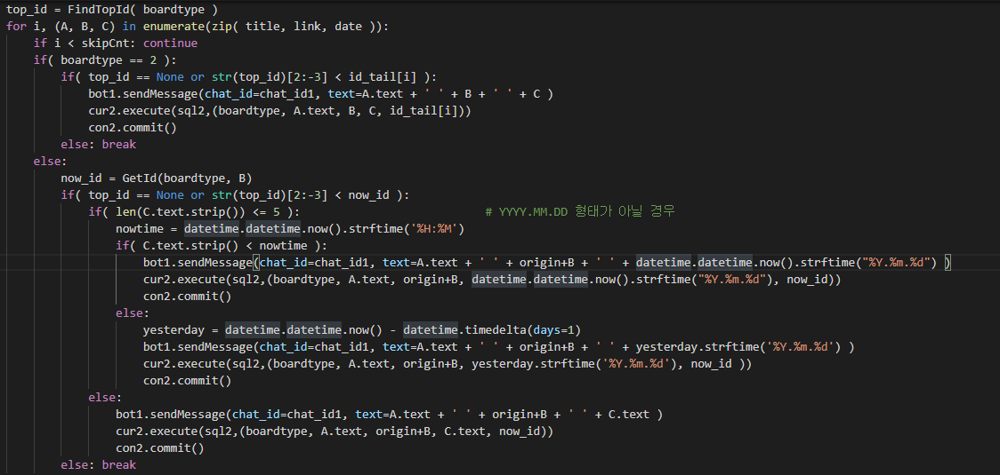 top_id = FindTopId( boardtype )
for i, (A, B, C) in enumerate(zip( title, link, date )):
    if i < skipCnt: continue
    if( boardtype == 2 ):
        if( top_id == None or str(top_id)[2:-3] < id_tail[i] ):
            bot1.sendMessage(chat_id=chat_id1, text=A.text + ' ' + B + ' ' + C )
            cur2.execute(sql2,(boardtype, A.text, B, C, id_tail[i]))
            con2.commit()
        else: break
    else:
        now_id = GetId(boardtype, B)
        if( top_id == None or str(top_id)[2:-3] < now_id ):
            if( len(C.text.strip()) <= 5 ):                           # YYYY.MM.DD 형태가 아닐 경우
                nowtime = datetime.datetime.now().strftime('%H:%M')
                if( C.text.strip() < nowtime ):
                    bot1.sendMessage(chat_id=chat_id1, text=A.text + ' ' + origin+B + ' ' + datetime.datetime.now().strftime("%Y.%m.%d") )
                    cur2.execute(sql2,(boardtype, A.text, origin+B, datetime.datetime.now().strftime("%Y.%m.%d"), now_id))
                    con2.commit()
                else:
                    yesterday = datetime.datetime.now() - datetime.timedelta(days=1)
                    bot1.sendMessage(chat_id=chat_id1, text=A.text + ' ' + origin+B + ' ' + yesterday.strftime('%Y.%m.%d') )
                    cur2.execute(sql2,(boardtype, A.text, origin+B, yesterday.strftime('%Y.%m.%d'), now_id ))
                    con2.commit()
            else:
                bot1.sendMessage(chat_id=chat_id1, text=A.text + ' ' + origin+B + ' ' + C.text )
                cur2.execute(sql2,(boardtype, A.text, origin+B, C.text, now_id))
                con2.commit()
        else: break